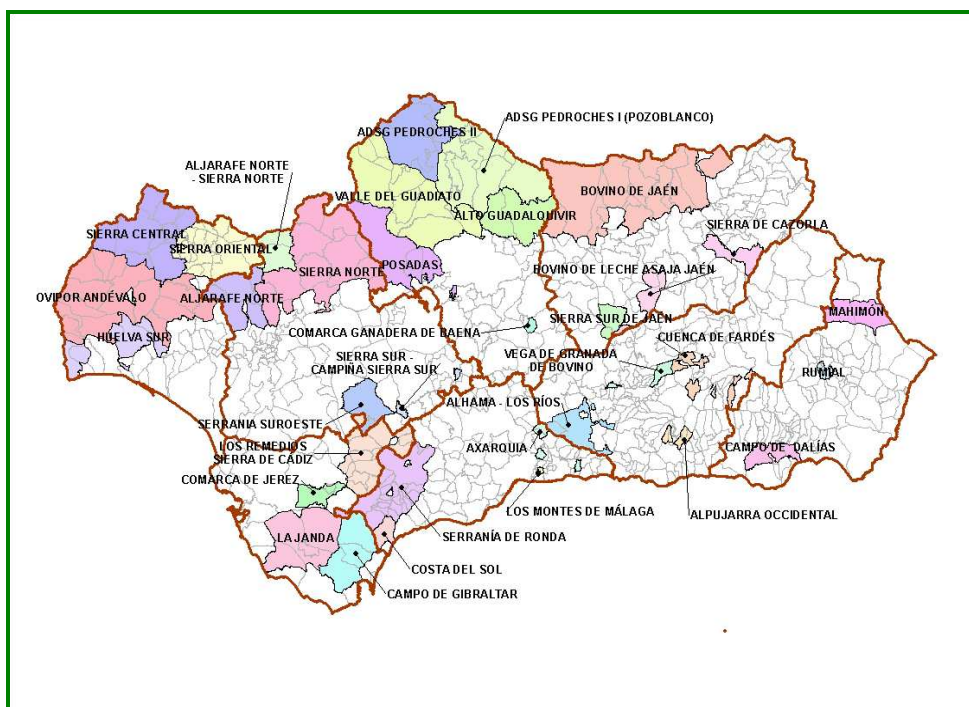 ADSG PEDROCHES II
ADSG PEDROCHES I (POZOBLANCO)
ALJARAFE NORTE
- SIERRA NORTE
BOVINO DE JAÉN
VALLE DEL GUADIATO
ALTO GUADALQUIVIR
SIERRA DE CAZORLA
SIERRA CENTRAL
SIERRA ORIENTAL
SIERRA NORTE
POSADAS
BOVINO DE LECHE ASAJA JAÉN
OVIPOR ANDÉVALO
ALJARAFE NORTE
MAHIMÓN
SIERRA SUR DE JAÉN
COMARCA GANADERA DE BAENA
HUELVA SUR
CUENCA DE FARDÉS
SIERRA SUR -
CAMPIÑA SIERRA SUR
VEGA DE GRANADA
DE BOVINO
RUMIAL
ALHAMA - LOS RÍOS
SERRANIA SUROESTE
LOS REMEDIOS
SIERRA DE CÁDIZ
AXARQUIA
CAMPO DE DALÍAS
COMARCA DE JEREZ
LOS MONTES DE MÁLAGA
ALPUJARRA OCCIDENTAL
LA JANDA
SERRANÍA DE RONDA
COSTA DEL SOL
CAMPO DE GIBRALTAR